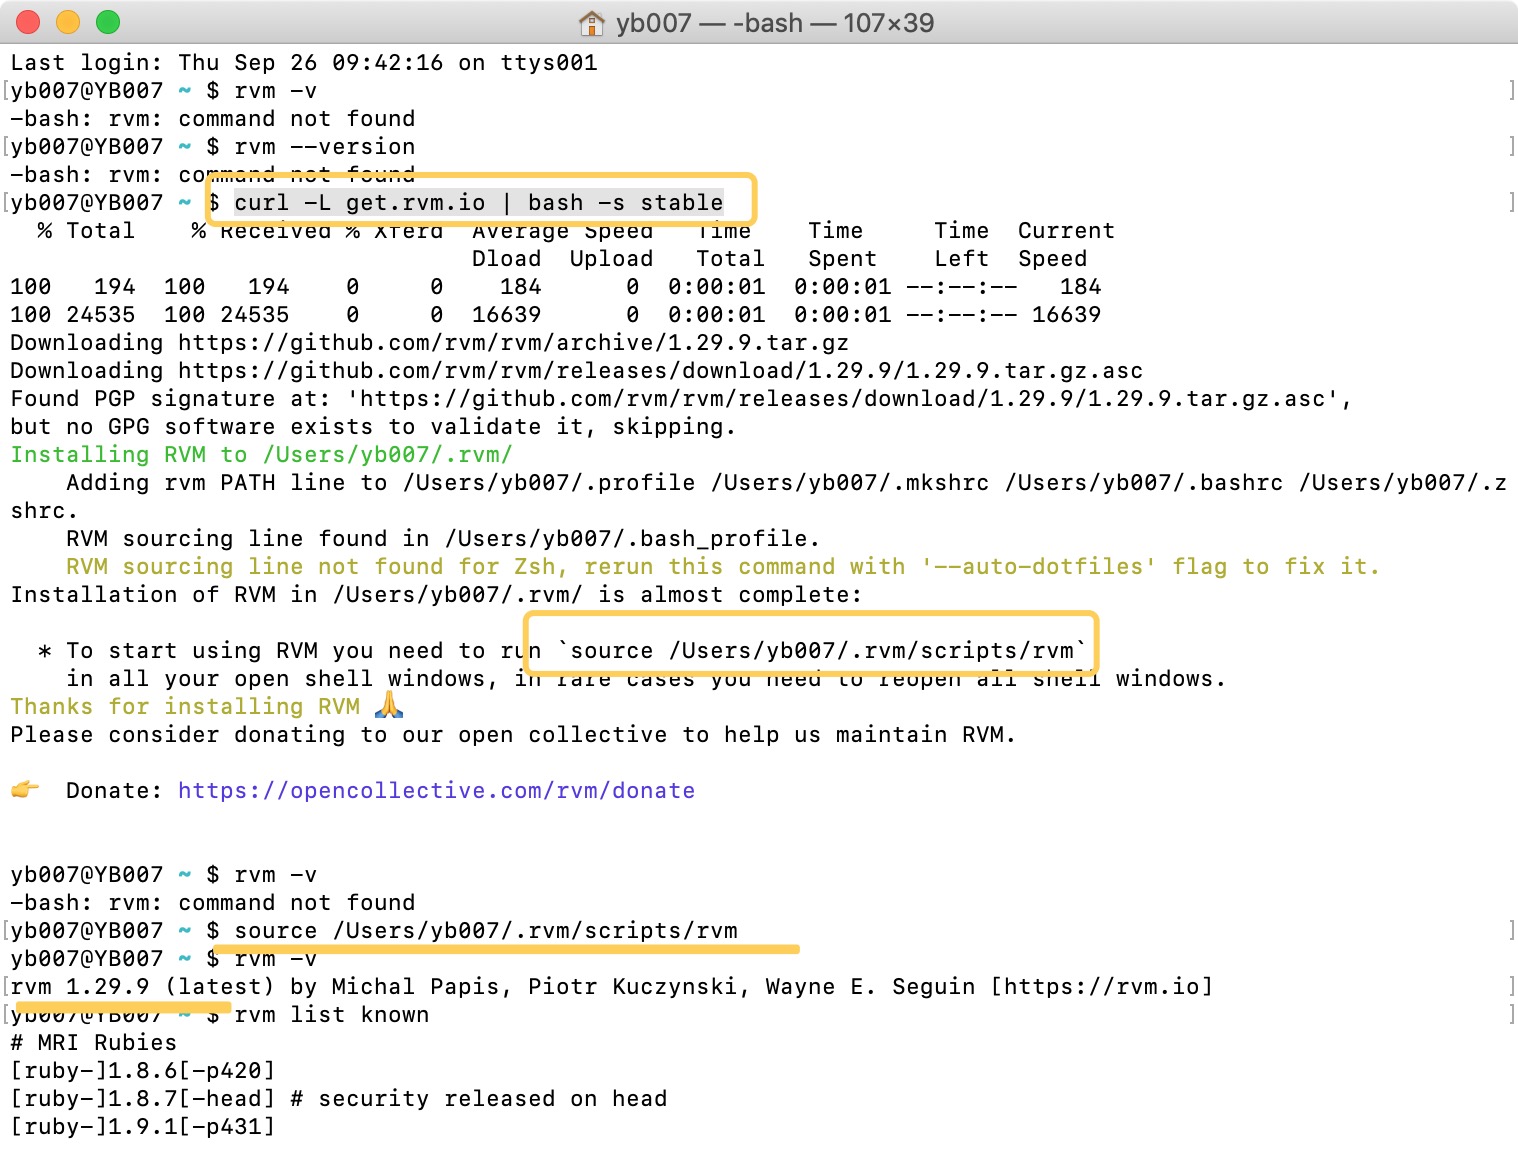 yb007 — -bash — 107×39
Last login: Thu Sep 26 09:42:16 on ttys001
[yb007@YB007 ~ $ rvm -v ]
-bash: rvm: command not found
[yb007@YB007 ~ $ rvm --version ]
-bash: rvm: command not found
[yb007@YB007 ~ $ curl -L get.rvm.io | bash -s stable ]
  % Total    % Received % Xferd  Average Speed   Time    Time     Time  Current
                                 Dload  Upload   Total   Spent    Left  Speed
100   194  100   194    0     0    184      0  0:00:01  0:00:01 --:--:--   184
100 24535  100 24535    0     0  16639      0  0:00:01  0:00:01 --:--:-- 16639
Downloading https://github.com/rvm/rvm/archive/1.29.9.tar.gz
Downloading https://github.com/rvm/rvm/releases/download/1.29.9/1.29.9.tar.gz.asc
Found PGP signature at: 'https://github.com/rvm/rvm/releases/download/1.29.9/1.29.9.tar.gz.asc',
but no GPG software exists to validate it, skipping.
Installing RVM to /Users/yb007/.rvm/
    Adding rvm PATH line to /Users/yb007/.profile /Users/yb007/.mkshrc /Users/yb007/.bashrc /Users/yb007/.z
shrc.
    RVM sourcing line found in /Users/yb007/.bash_profile.
    RVM sourcing line not found for Zsh, rerun this command with '--auto-dotfiles' flag to fix it.
Installation of RVM in /Users/yb007/.rvm/ is almost complete:
  * To start using RVM you need to run `source /Users/yb007/.rvm/scripts/rvm`
    in all your open shell windows, in rare cases you need to reopen all shell windows.
Thanks for installing RVM 🙏
Please consider donating to our open collective to help us maintain RVM.
👉  Donate: https://opencollective.com/rvm/donate
yb007@YB007 ~ $ rvm -v
-bash: rvm: command not found
[yb007@YB007 ~ $ source /Users/yb007/.rvm/scripts/rvm ]
yb007@YB007 ~ $ rvm -v
[rvm 1.29.9 (latest) by Michal Papis, Piotr Kuczynski, Wayne E. Seguin [https://rvm.io] ]
[yb007@YB007 ~ $ rvm list known ]
# MRI Rubies
[ruby-]1.8.6[-p420]
[ruby-]1.8.7[-head] # security released on head
[ruby-]1.9.1[-p431]